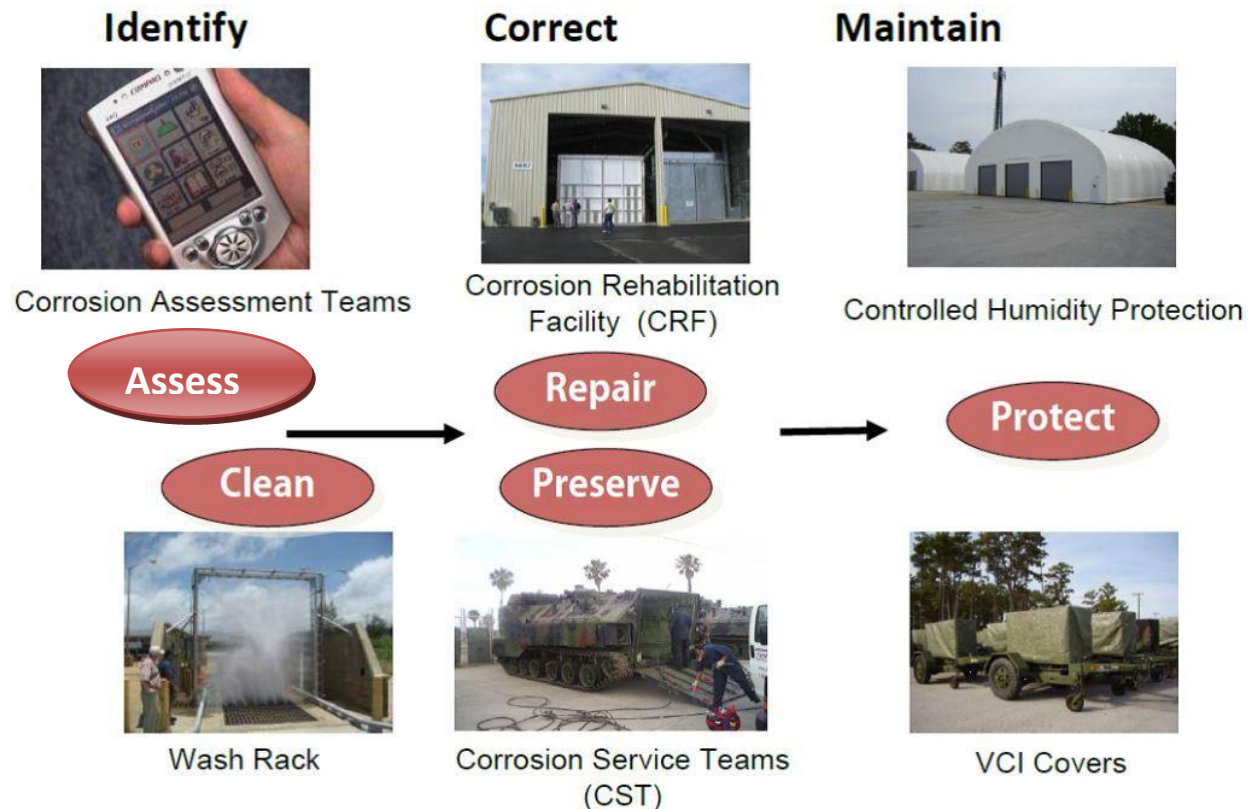 Identify
Correct
Maintain
COMPAQ
Corrosion Assessment Teams
Corrosion Rehabilitation
Facility (CRF)
Controlled Humidity Protection
Assess
Repair
Protect
Clean
Preserve
Wash Rack
Corrosion Service Teams
(CST)
VCI Covers